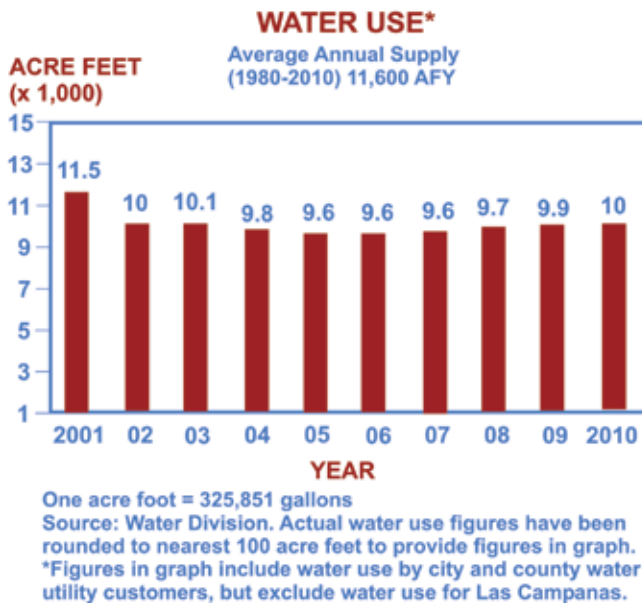 WATER USE*
Average Annual Supply
(1980-2010) 11,600 AFY
ACRE FEET
(x 1,000)
15
13
11
9
7
5
3
1
11.5
10
10.1
9.8
9.6
9.6
9.6
9.7
9.9
10
2001 02 03 04 05 06 07 08 09 2010
YEAR
One acre foot = 325,851 gallons
Source: Water Division. Actual water use figures have been
rounded to nearest 100 acre feet to provide figures in graph.
*Figures in graph include water use by city and county water
utility customers, but exclude water use for Las Campanas.